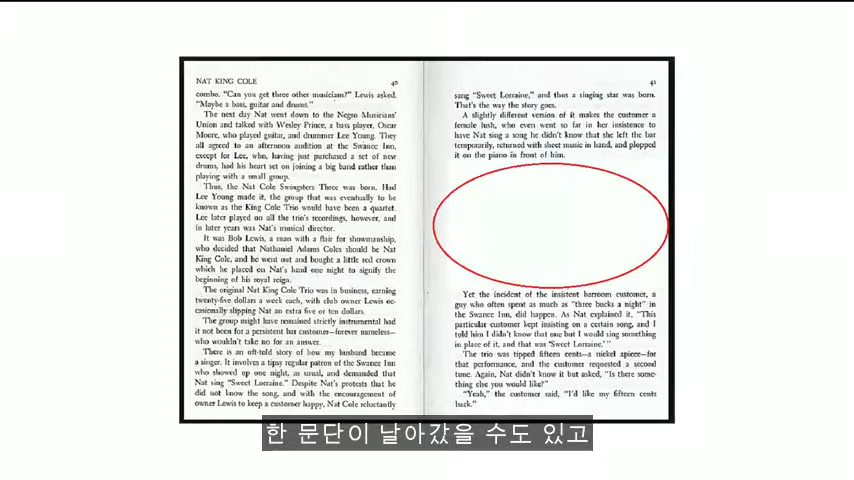 NAT KING COLE 40
combo. "Can you get three other musicians?" Lewis asked.
"Maybe a bass, guitar and drums."
The next day Nat went down to the Negro Musicians'
Union and talked with Wesley Prince, a bass player, Oscar
Moore, who played guitar, and drummer Lee Young. They
all agreed to an afternoon audition at the Swance Inn,
except for Lee, who, having just purchased a set of new
drums, had his heart set on joining a big band rather than
playing with a small group.
Thus, the Nat Cole Swingsters Three was born. Had
Lee Young made it, the group that was eventually to be
known as the King Cole Trio would have been a quartet.
Lee later played on all the trio's recordings, however, and
in later years was Nat's musical director.
It was Bob Lewis, a man with a flair for showmanship,
who decided that Nathaniel Adams Coles should be Nat
King Cole, and he went out and bought a little red crown
which he placed on Nat's head one night to signify the
beginning of his royal reign.
The original Nat King Cole Trio was in business, earning
twenty-five dollars a week each, with club owner Lewis oc-
casionally slipping Nat an extra five or ten dollars.
The group might have remained strictly instrumental had
it not been for a persistent bar customer—forever nameless—
who wouldn't take no for an answer.
There is an oft-told story of how my husband became
a singer. It involves a tipsy regular patron of the Swance Inn
who showed up one night, as usual, and demanded that
Nat sing "Sweet Lorraine." Despite Nat's protests that he
did not know the song, and with the encouragement of
owner Lewis to keep a customer happy, Nat Cole reluctantly
41
sang "Sweet Lorraine," and thus a singing star was born.
That's the way the story goes.
A slightly different version of it makes the customer a
female lush, who even went so far in her insistence to
have Nat sing a song he didn't know that she left the bar
temporarily, returned with sheet music in hand, and plopped
it on the piano in front of him.
Yet the incident of the insistent barroom customer, a
guy who often spent as much as "three bucks a night" in
the Swance Inn, did happen. As Nat explained it, "This
particular customer kept insisting on a certain song, and I
told him I didn't know that one but I would sing something
in place of it, and that was 'Sweet Lorraine.'"
The trio was tipped fifteen cents—a nickel apiece—for
that performance, and the customer requested a second
tune. Again, Nat didn't know it but asked, "Is there some-
thing else you would like?"
"Yeah," the customer said, "I'd like my fifteen cents
back."
한 문단이 날아갔을 수도 있고